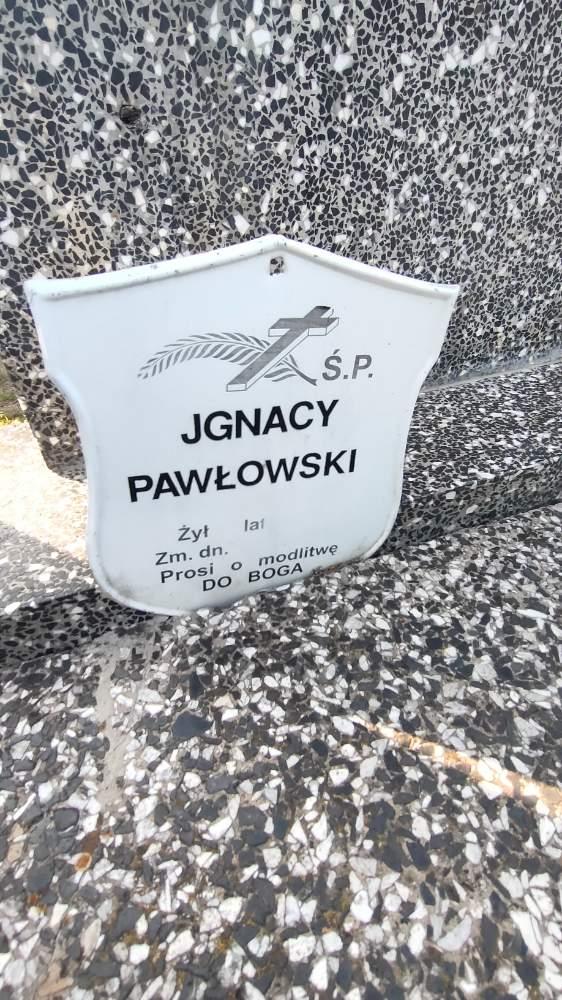 Ś.P.
JGNACY
PAWŁOWSKI
Żył lat
Zm. dn.
Prosi o modlitwę
DO BOGA